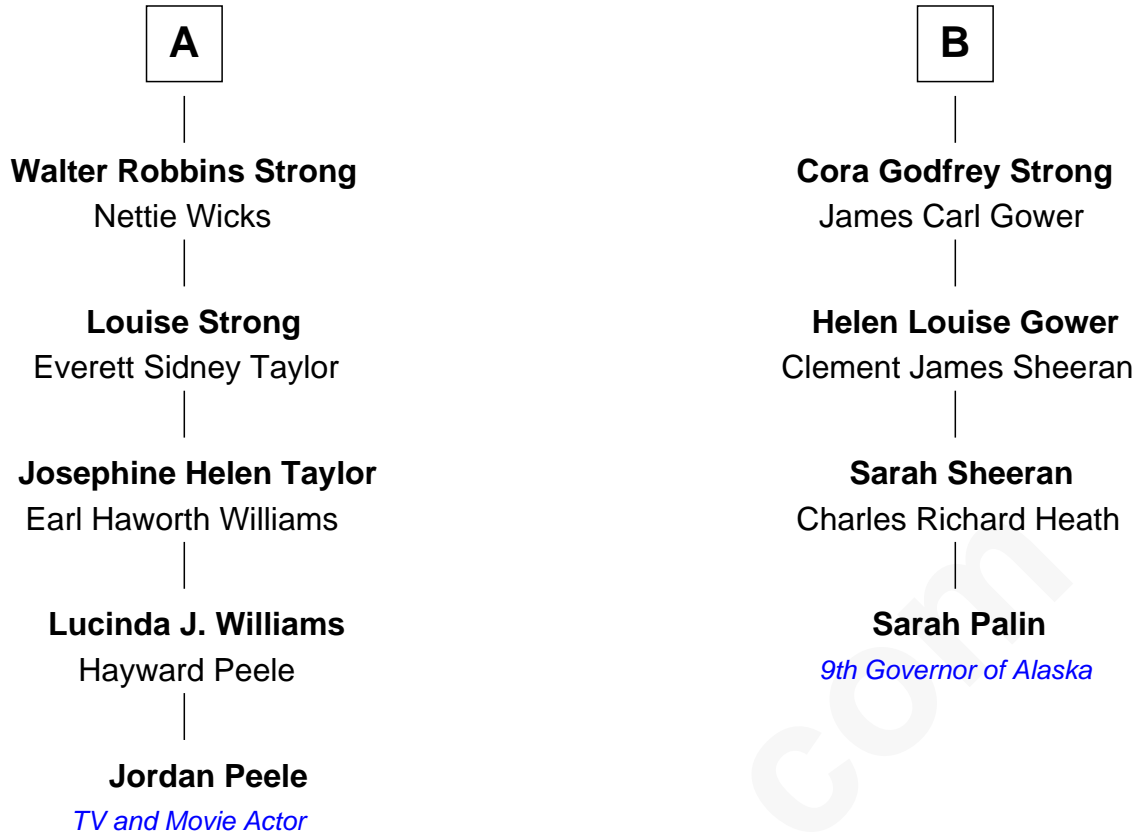 A
Walter Robbins Strong
Nettie Wicks
Louise Strong
Everett Sidney Taylor
Josephine Helen Taylor
Earl Haworth Williams
Lucinda J. Williams
Hayward Peele
Jordan Peele
TV and Movie Actor
B
Cora Godfrey Strong
James Carl Gower
Helen Louise Gower
Clement James Sheeran
Sarah Sheeran
Charles Richard Heath
Sarah Palin
9th Governor of Alaska
com